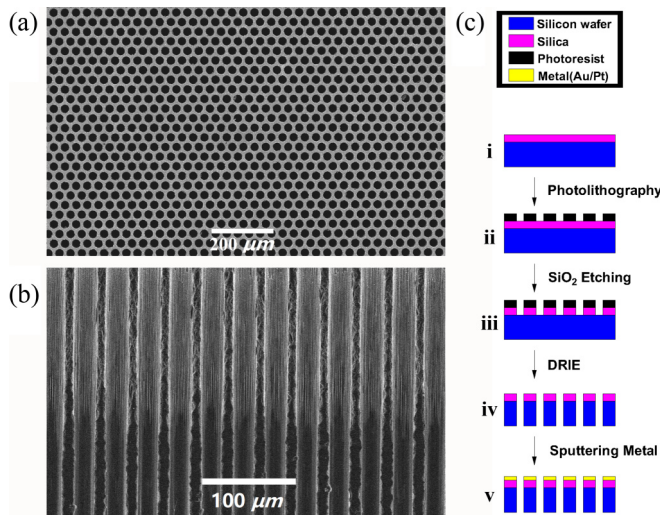 (a)
200 μm
(b)
100 μm
(c)
Silicon wafer
Silica
Photoresist
Metal(Au/Pt)
i
Photolithography
ii
SiO₂ Etching
iii
DRIE
iv
Sputtering Metal
v